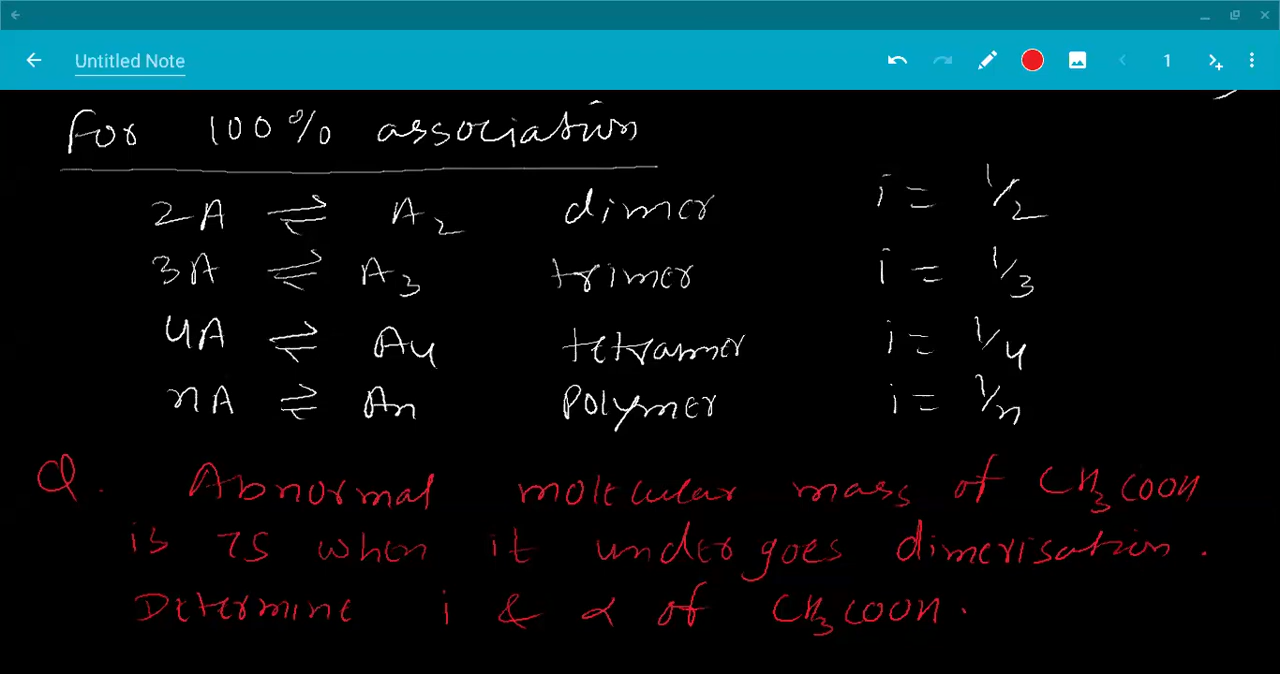 Untitled Note
1
For 100% association
2A ⇌ A₂ dimer i = 1/2
3A ⇌ A₃ trimer i = 1/3
4A ⇌ A₄ tetramer i = 1/4
nA ⇌ An polymer i = 1/n
Q. Abnormal molecular mass of CH₃COOH
is 75 when it undergoes dimerisation.
Determine i & α of CH₃COOH.